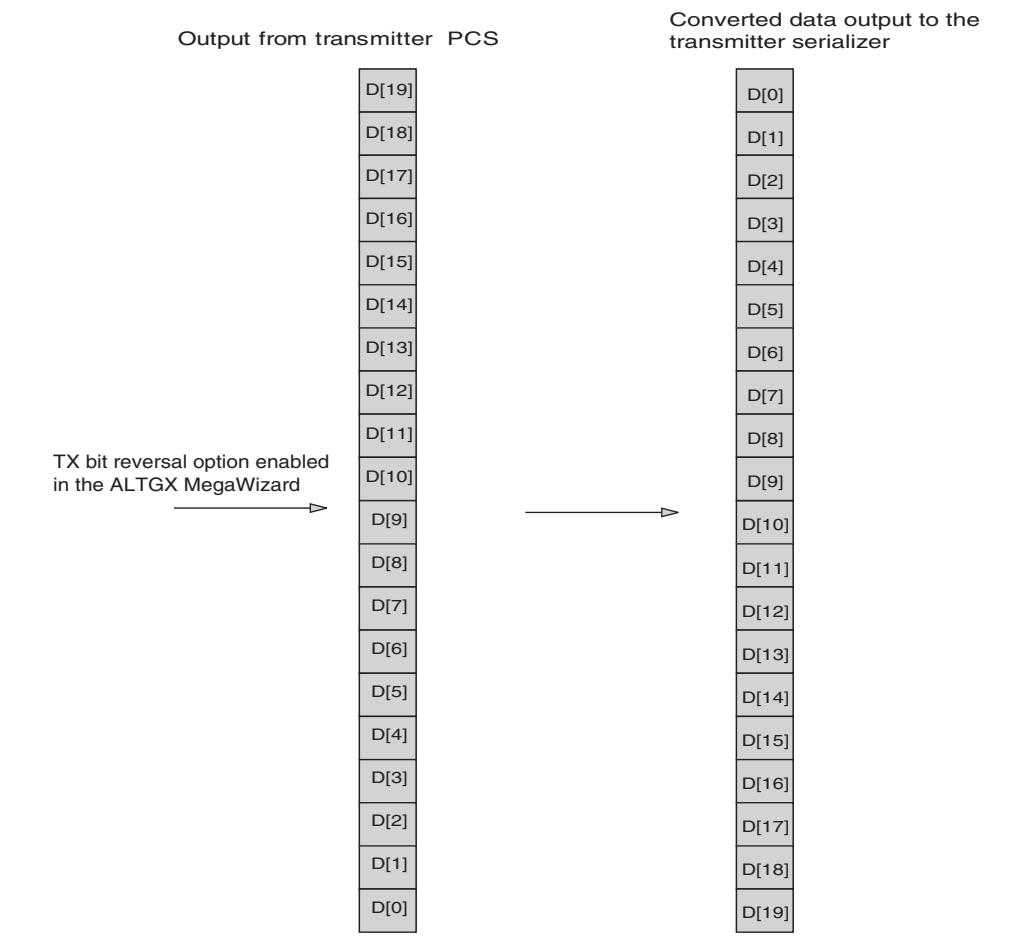 Output from transmitter PCS
Converted data output to the
transmitter serializer
D[19]
D[18]
D[17]
D[16]
D[15]
D[14]
D[13]
D[12]
D[11]
D[10]
D[9]
D[8]
D[7]
D[6]
D[5]
D[4]
D[3]
D[2]
D[1]
D[0]
TX bit reversal option enabled
in the ALTGX MegaWizard
D[0]
D[1]
D[2]
D[3]
D[4]
D[5]
D[6]
D[7]
D[8]
D[9]
D[10]
D[11]
D[12]
D[13]
D[14]
D[15]
D[16]
D[17]
D[18]
D[19]